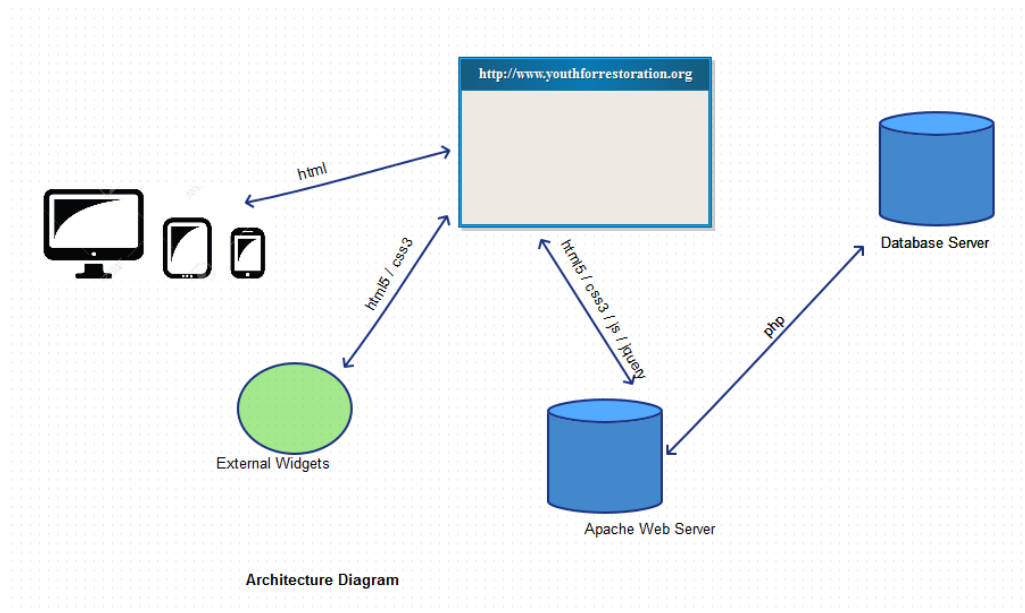 http://www.youthforrestoration.org
html
Database Server
html5 / css3
html5 / css3 / js / jquery
php
External Widgets
Apache Web Server
Architecture Diagram